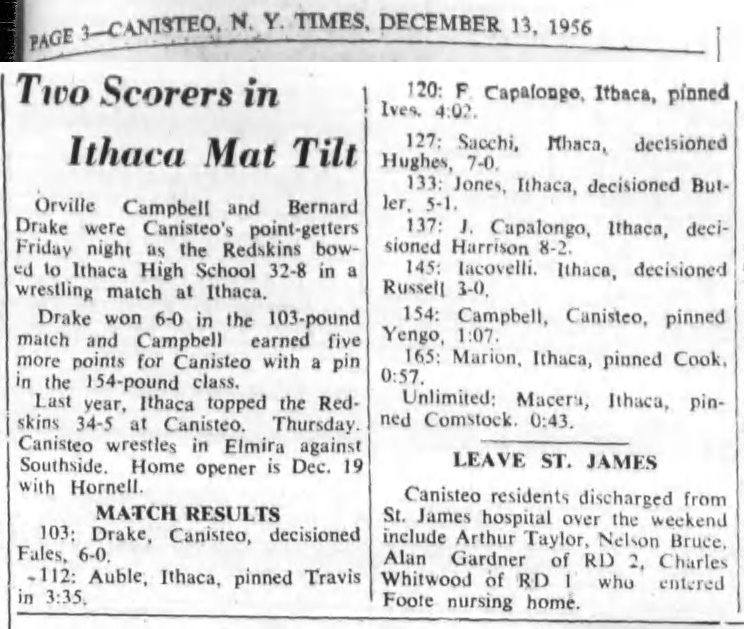 PAGE 3—CANISTEO, N. Y. TIMES, DECEMBER 13, 1956
Two Scorers in
Ithaca Mat Tilt
Orville Campbell and Bernard
Drake were Canisteo's point-getters
Friday night as the Redskins bow-
ed to Ithaca High School 32-8 in a
wrestling match at Ithaca.
Drake won 6-0 in the 103-pound
match and Campbell earned five
more points for Canisteo with a pin
in the 154-pound class.
Last year, Ithaca topped the Red-
skins 34-5 at Canisteo. Thursday.
Canisteo wrestles in Elmira against
Southside. Home opener is Dec. 19
with Hornell.
MATCH RESULTS
103: Drake, Canisteo, decisioned
Fales, 6-0.
112: Auble, Ithaca, pinned Travis
in 3:35.
120: F. Capalongo, Ithaca, pinned
Ives. 4:02.
127: Sacchi, Ithaca, decisioned
Hughes, 7-0.
133: Jones, Ithaca, decisioned But-
ler, 5-1.
137: J. Capalongo, Ithaca, deci-
sioned Harrison 8-2.
145: Iacovelli. Ithaca, decisioned
Russell 3-0.
154: Campbell, Canisteo, pinned
Yengo, 1:07.
165: Marion, Ithaca, pinned Cook.
0:57.
Unlimited: Macera, Ithaca, pin-
ned Comstock. 0:43.
LEAVE ST. JAMES
Canisteo residents discharged from
St. James hospital over the weekend
include Arthur Taylor, Nelson Bruce,
Alan Gardner of RD 2, Charles
Whitwood of RD 1 who entered
Foote nursing home.